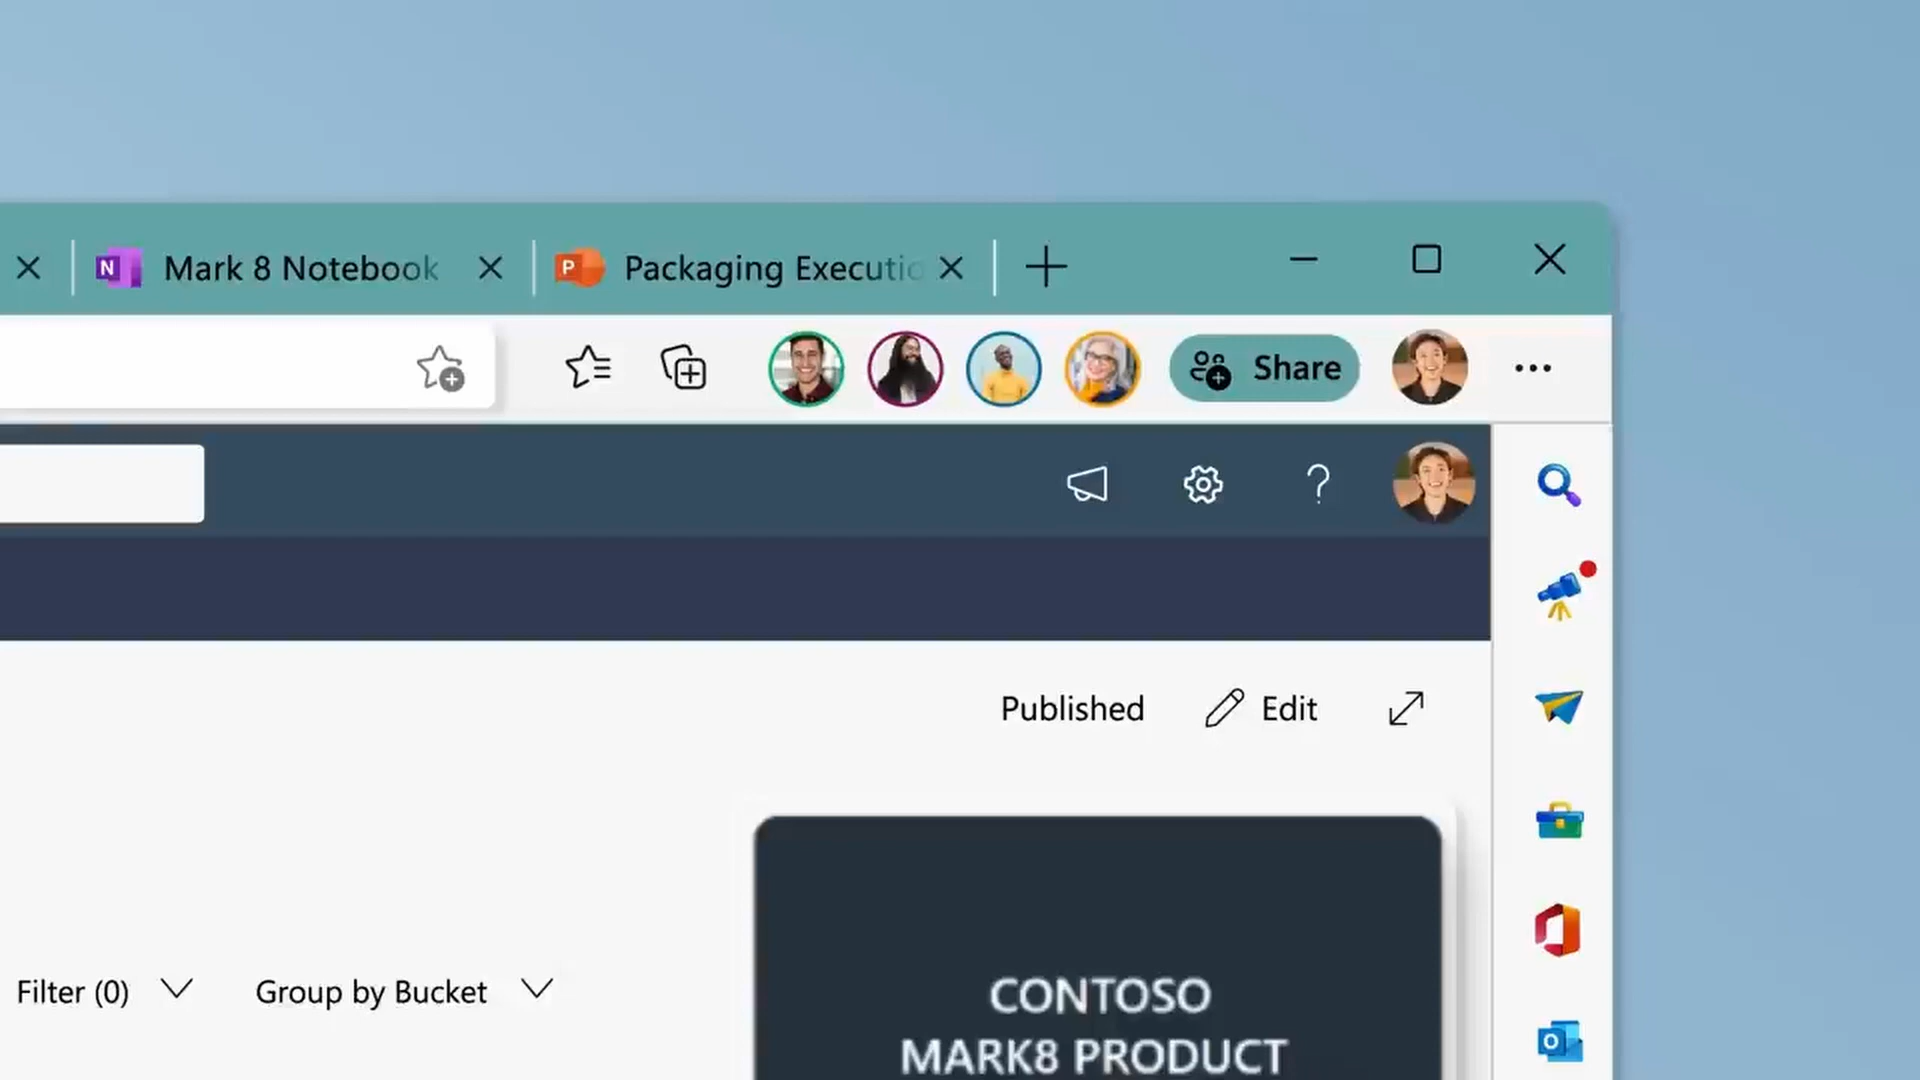 N Mark 8 Notebook
P Packaging Executio
Share
Published
Edit
Filter (0)
Group by Bucket
CONTOSO
MARK8 PRODUCT
O